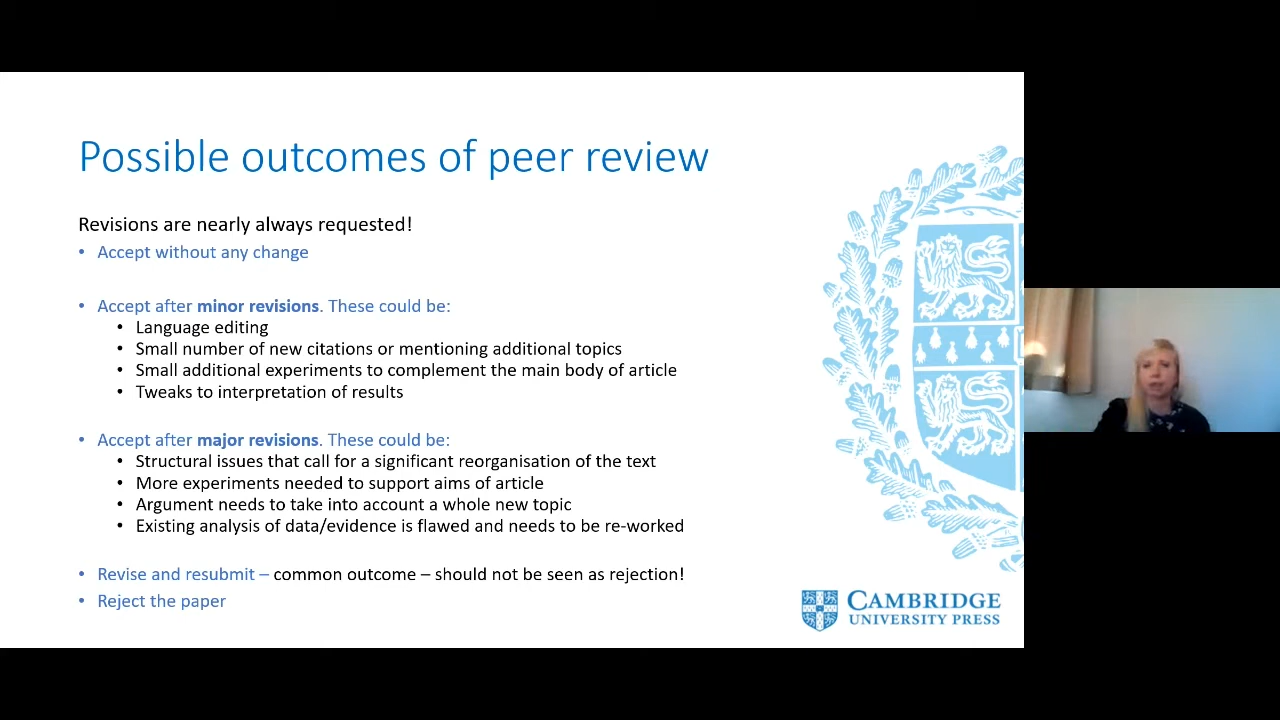 Possible outcomes of peer review
Revisions are nearly always requested!
• Accept without any change
• Accept after minor revisions. These could be:
• Language editing
• Small number of new citations or mentioning additional topics
• Small additional experiments to complement the main body of article
• Tweaks to interpretation of results
• Accept after major revisions. These could be:
• Structural issues that call for a significant reorganisation of the text
• More experiments needed to support aims of article
• Argument needs to take into account a whole new topic
• Existing analysis of data/evidence is flawed and needs to be re-worked
• Revise and resubmit – common outcome – should not be seen as rejection!
• Reject the paper
CAMBRIDGE
UNIVERSITY PRESS